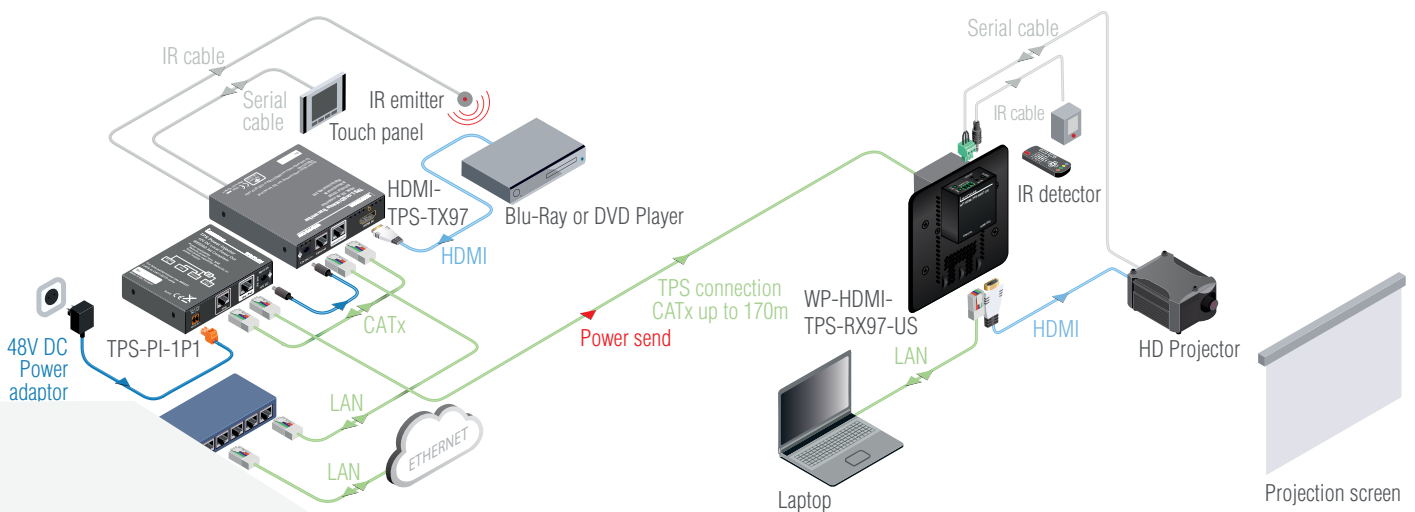 IR cable
Serial
cable
IR emitter
Touch panel
HDMI-
TPS-TX97
Blu-Ray or DVD Player
HDMI
CATx
TPS-PI-1P1
48V DC
Power
adaptor
LAN
LAN
ETHERNET
TPS connection
CATx up to 170m
Power send
Serial cable
IR cable
IR detector
WP-HDMI-
TPS-RX97-US
HDMI
LAN
Laptop
HD Projector
Projection screen